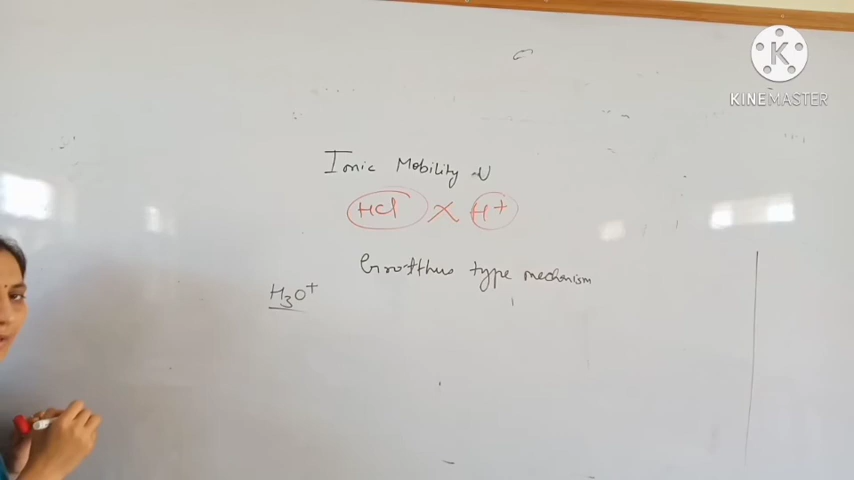 KINEMASTER
Ionic Mobility
HCl X H+
Grotthus type mechanism
H3O+